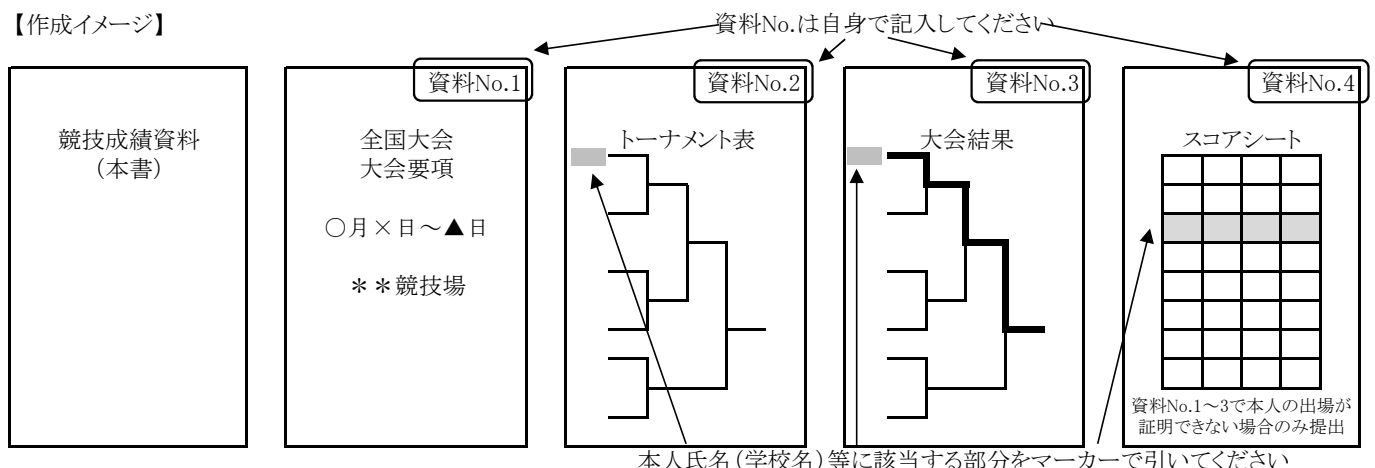 【作成イメージ】
資料No.は自身で記入してください
競技成績資料
(本書)
資料No.1
全国大会
大会要項
○月×日～▲日
＊＊競技場
資料No.2
トーナメント表
資料No.3
大会結果
資料No.4
スコアシート
資料No.1～3で本人の出場が
証明できない場合のみ提出
本人氏名(学校名)等に該当する部分をマーカーで引いてください